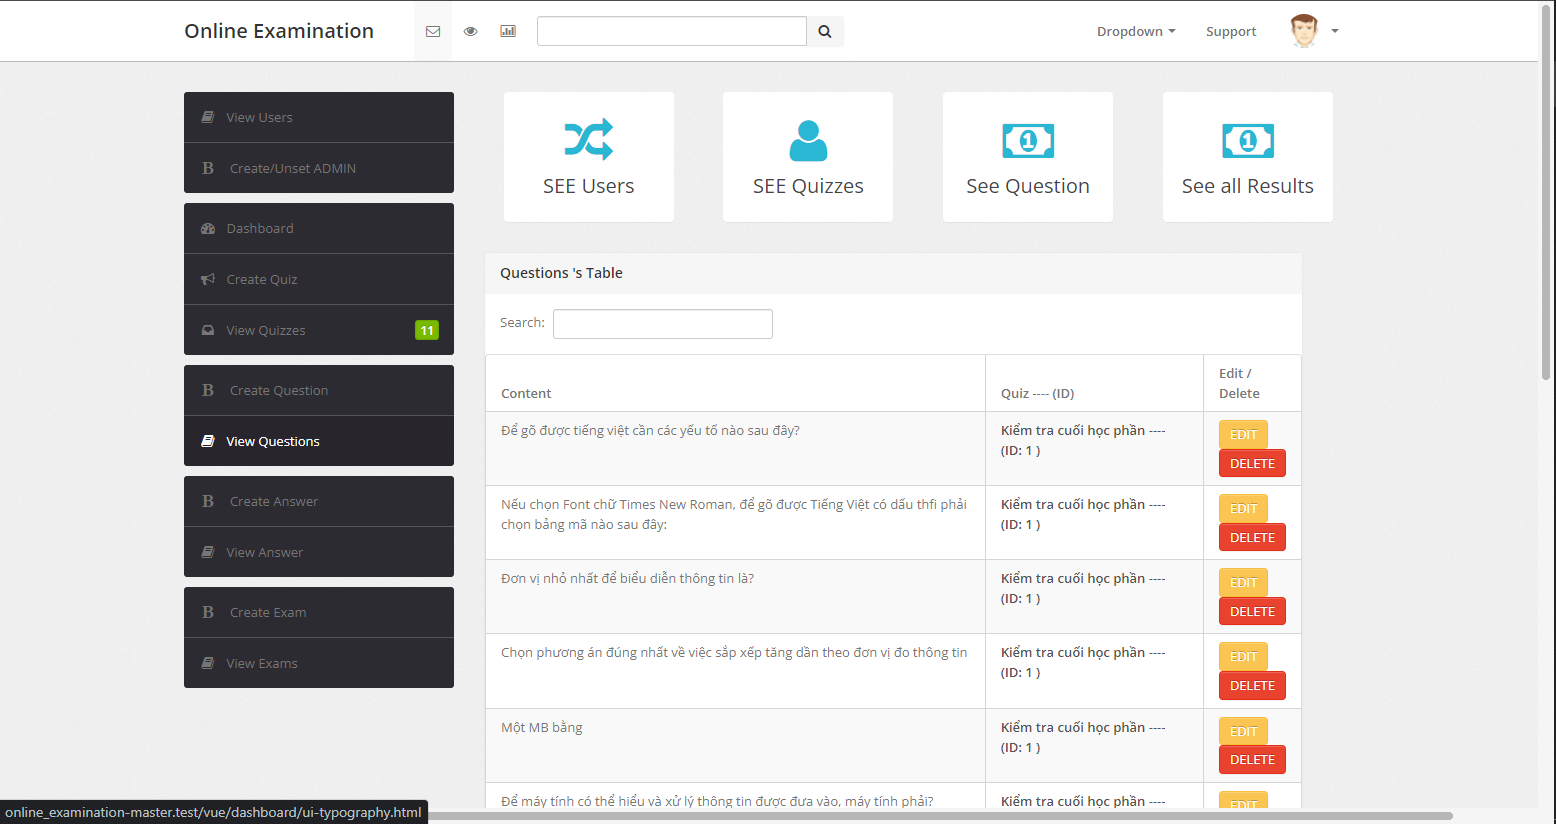 Online Examination
Dropdown
Support
View Users
B Create/Unset ADMIN
Dashboard
Create Quiz
View Quizzes 11
B Create Question
View Questions
B Create Answer
View Answer
B Create Exam
View Exams
SEE Users
SEE Quizzes
See Question
See all Results
Questions 's Table
Search:
Content
Quiz ---- (ID)
Edit /
Delete
Để gõ được tiếng việt cần các yếu tố nào sau đây?
Kiểm tra cuối học phần ----
(ID: 1 )
EDIT
DELETE
Nếu chọn Font chữ Times New Roman, để gõ được Tiếng Việt có dấu thfi phải
chọn bảng mã nào sau đây:
Kiểm tra cuối học phần ----
(ID: 1 )
EDIT
DELETE
Đơn vị nhỏ nhất để biểu diễn thông tin là?
Kiểm tra cuối học phần ----
(ID: 1 )
EDIT
DELETE
Chọn phương án đúng nhất về việc sắp xếp tăng dần theo đơn vị đo thông tin
Kiểm tra cuối học phần ----
(ID: 1 )
EDIT
DELETE
Một MB bằng
Kiểm tra cuối học phần ----
(ID: 1 )
EDIT
DELETE
Để máy tính có thể hiểu và xử lý thông tin được đưa vào, máy tính phải?
Kiểm tra cuối học phần ----
EDIT
online_examination-master.test/vue/dashboard/ui-typography.html